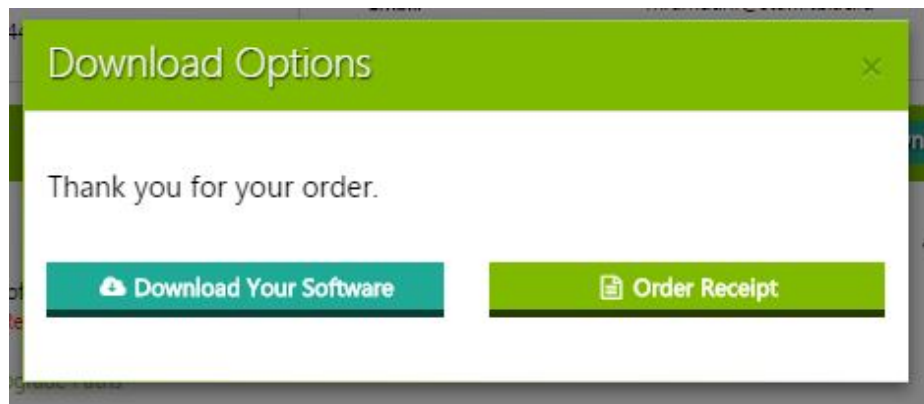 Download Options
×
Thank you for your order.
Download Your Software
Order Receipt